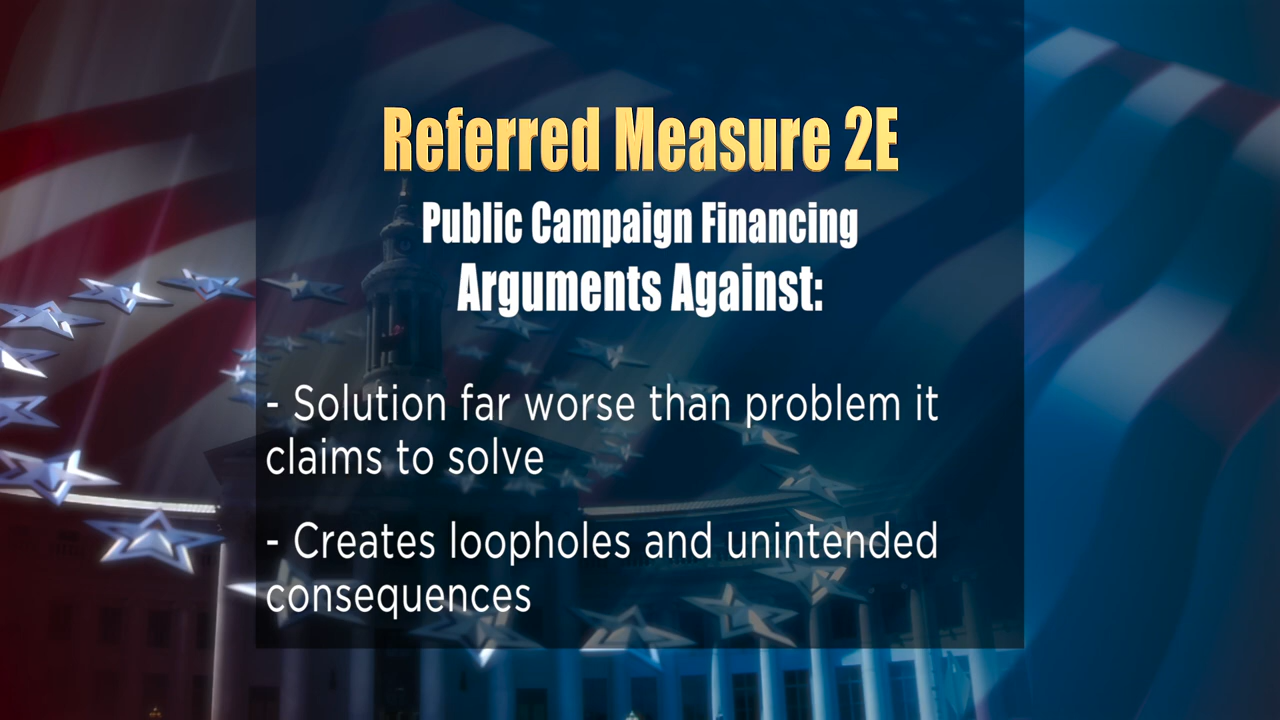 Referred Measure 2E
Public Campaign Financing
Arguments Against:
- Solution far worse than problem it
claims to solve
- Creates loopholes and unintended
consequences